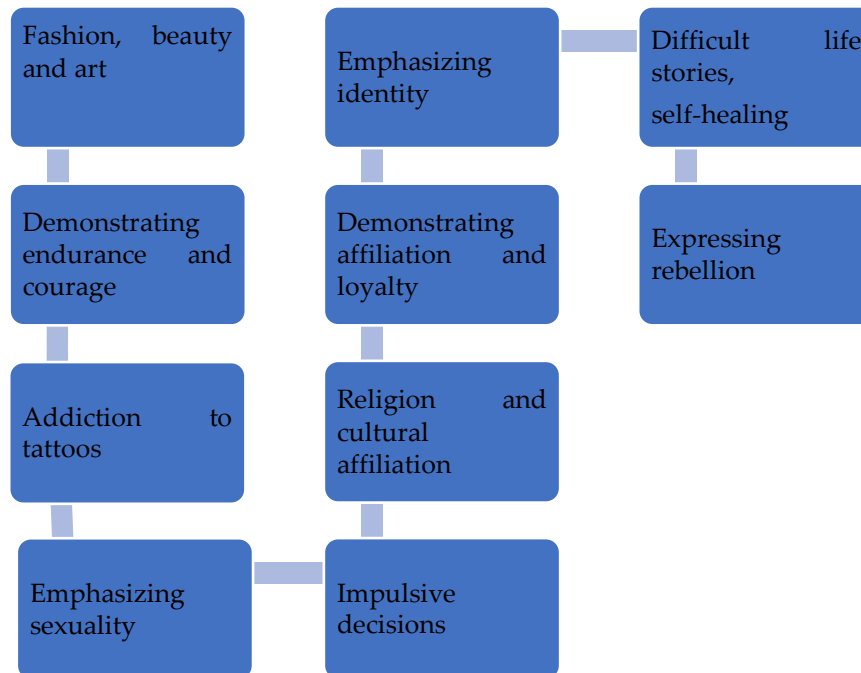 Fashion, beauty
and art
Demonstrating
endurance and
courage
Addiction to
tattoos
Emphasizing
sexuality
Impulsive
decisions
Religion and
cultural
affiliation
Demonstrating
affiliation and
loyalty
Emphasizing
identity
Difficult life
stories,
self-healing
Expressing
rebellion